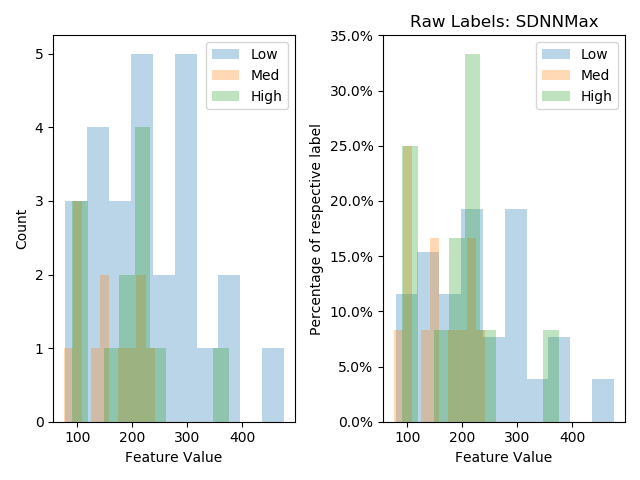 Raw Labels: SDNNMax
5
4
3
2
1
0
Count
100
200
300
400
Feature Value
Low
Med
High
35.0%
30.0%
25.0%
20.0%
15.0%
10.0%
5.0%
0.0%
Percentage of respective label
100
200
300
400
Feature Value
Low
Med
High